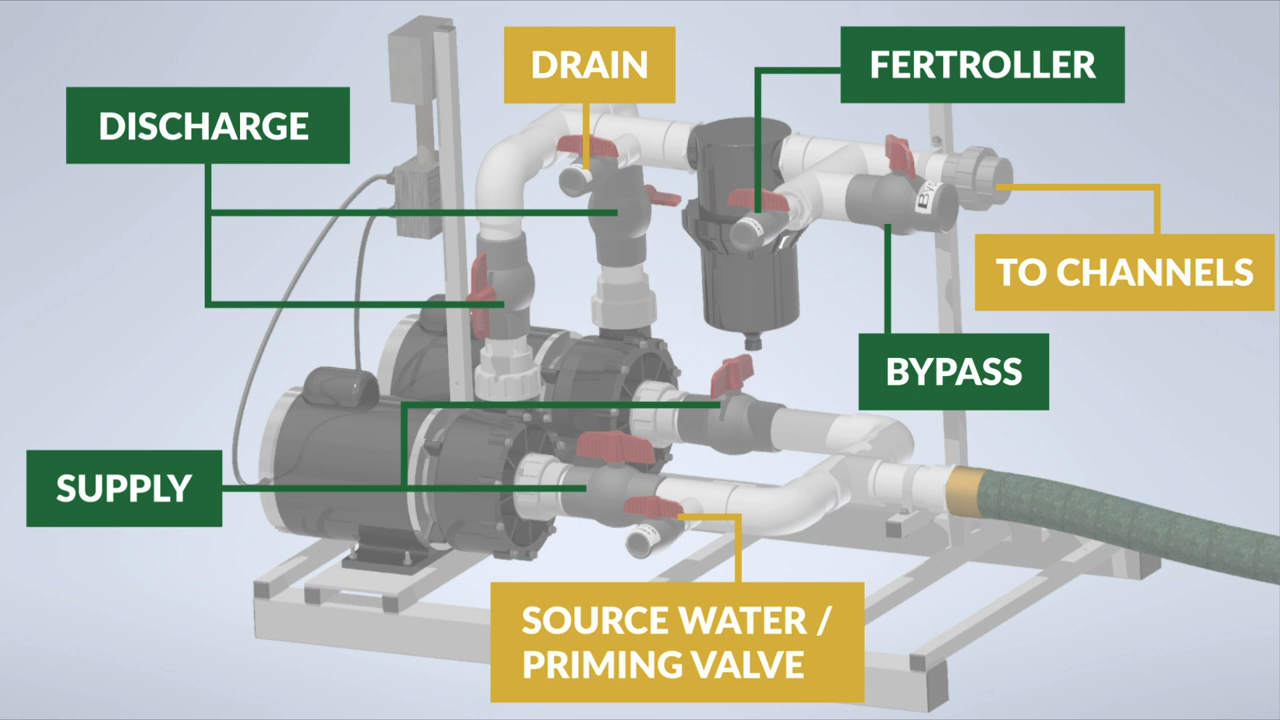 DRAIN
FERTROLLER
DISCHARGE
TO CHANNELS
BYPASS
SUPPLY
SOURCE WATER /
PRIMING VALVE